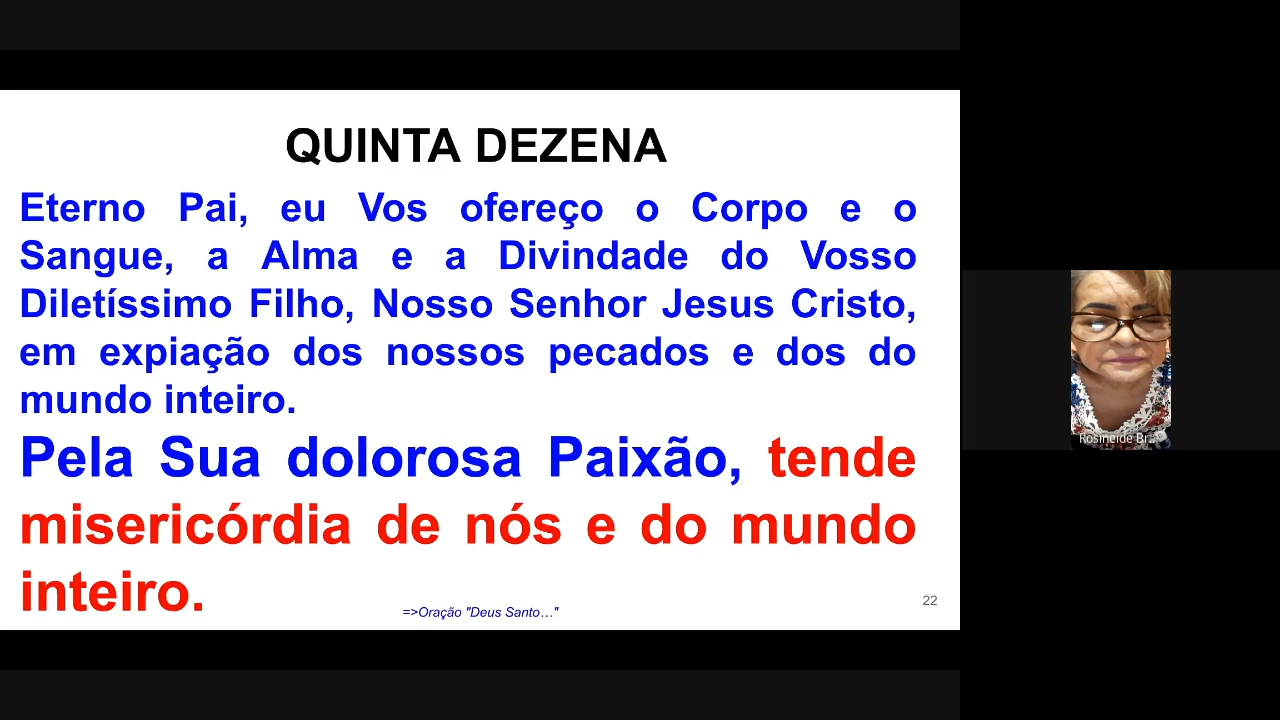 QUINTA DEZENA
Eterno Pai, eu Vos ofereço o Corpo e o
Sangue, a Alma e a Divindade do Vosso
Diletíssimo Filho, Nosso Senhor Jesus Cristo,
em expiação dos nossos pecados e dos do
mundo inteiro.
Pela Sua dolorosa Paixão, tende
misericórdia de nós e do mundo
inteiro.
=>Oração "Deus Santo…"
22
Rosineide Br...